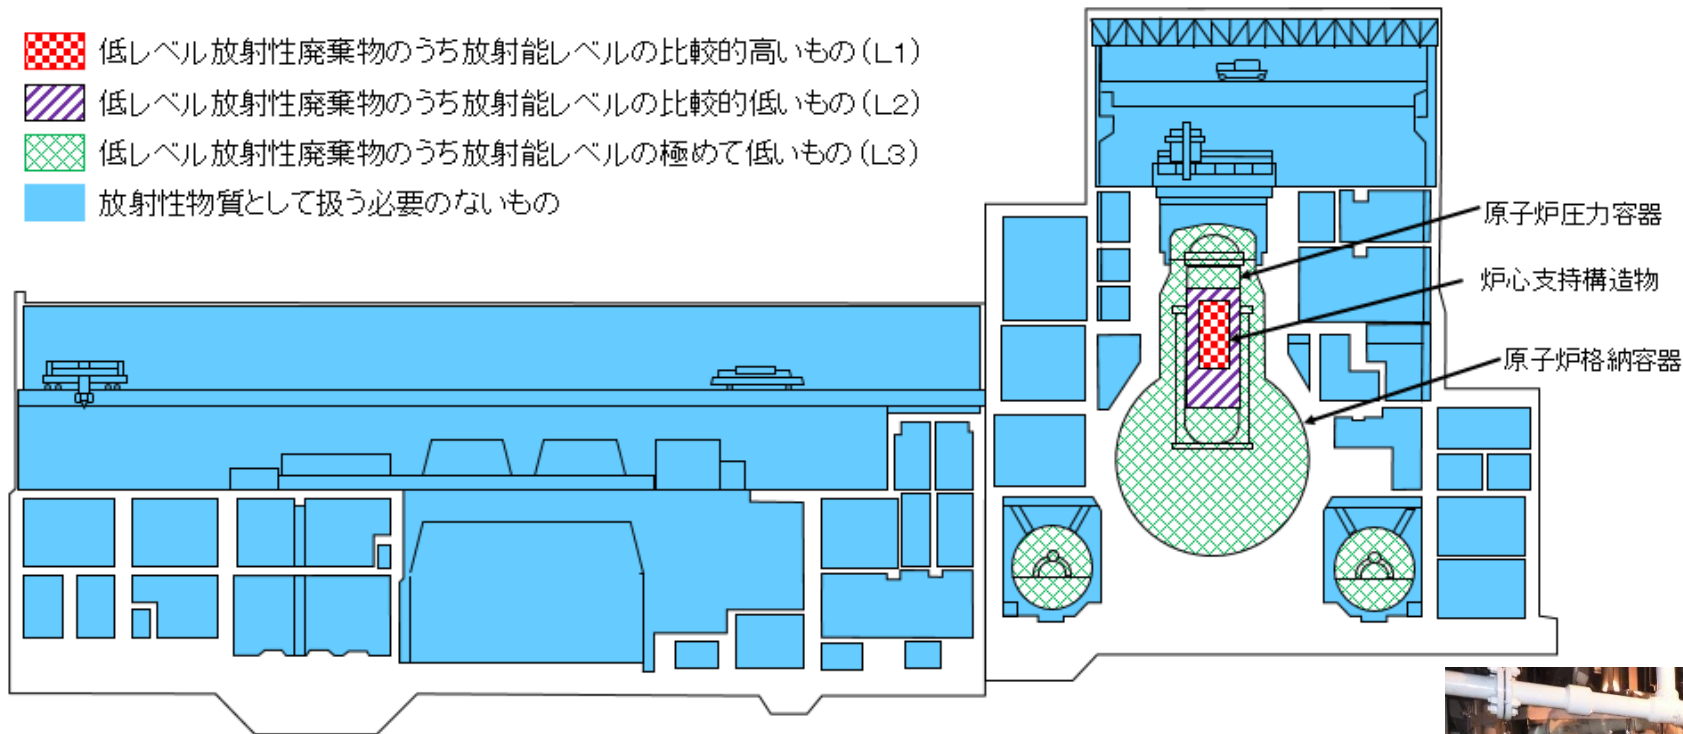 低レベル放射性廃棄物のうち放射能レベルの比較的高いもの（L1）
低レベル放射性廃棄物のうち放射能レベルの比較的低いもの（L2）
低レベル放射性廃棄物のうち放射能レベルの極めて低いもの（L3）
放射性物質として扱う必要のないもの
原子炉圧力容器
炉心支持構造物
原子炉格納容器